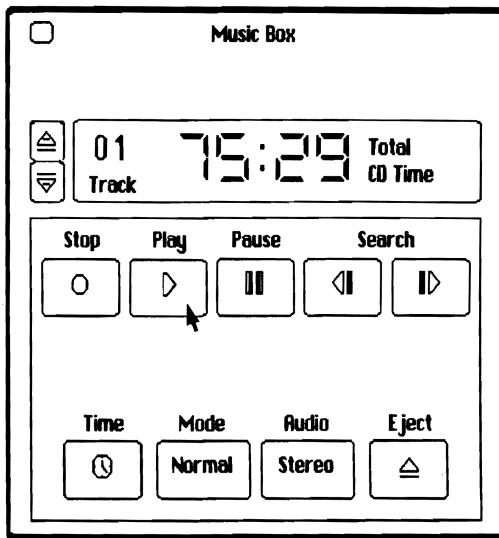 Music Box
01 75:29 Total
Track CD Time
Stop Play Pause Search
Time Mode Audio Eject
Normal Stereo